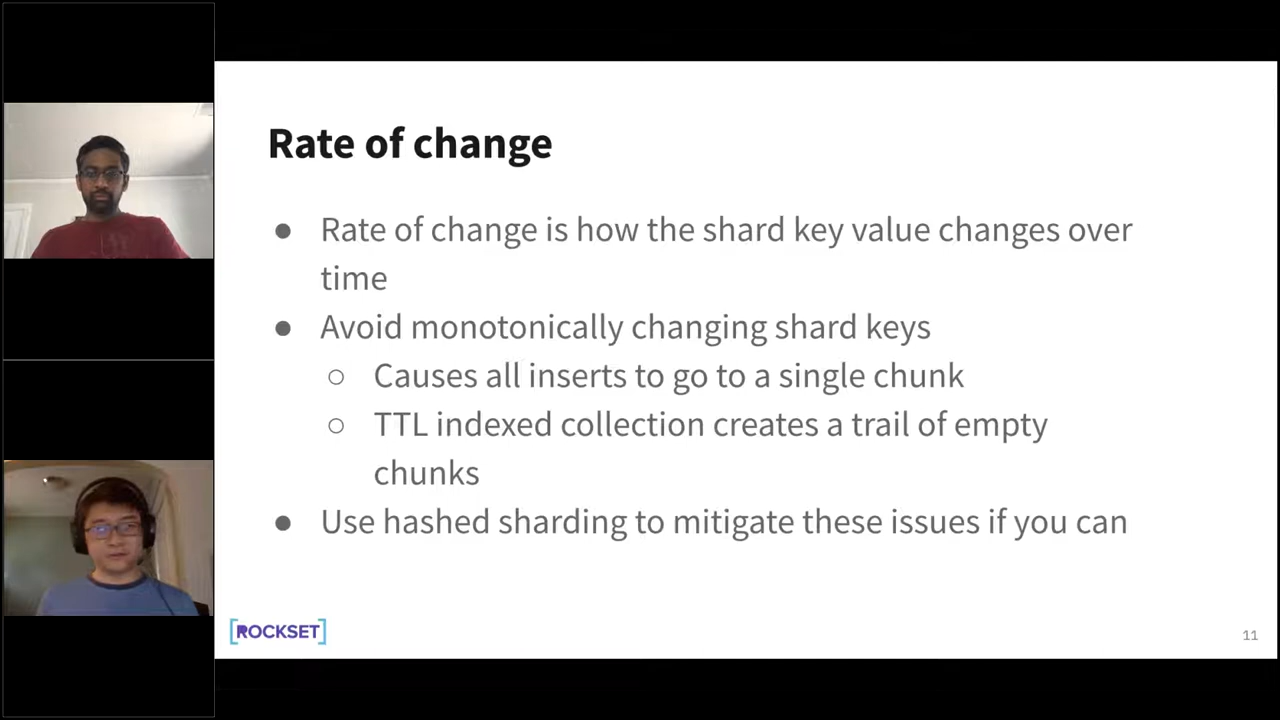 Rate of change
● Rate of change is how the shard key value changes over
time
● Avoid monotonically changing shard keys
○ Causes all inserts to go to a single chunk
○ TTL indexed collection creates a trail of empty
chunks
● Use hashed sharding to mitigate these issues if you can
[ROCKSET]
11